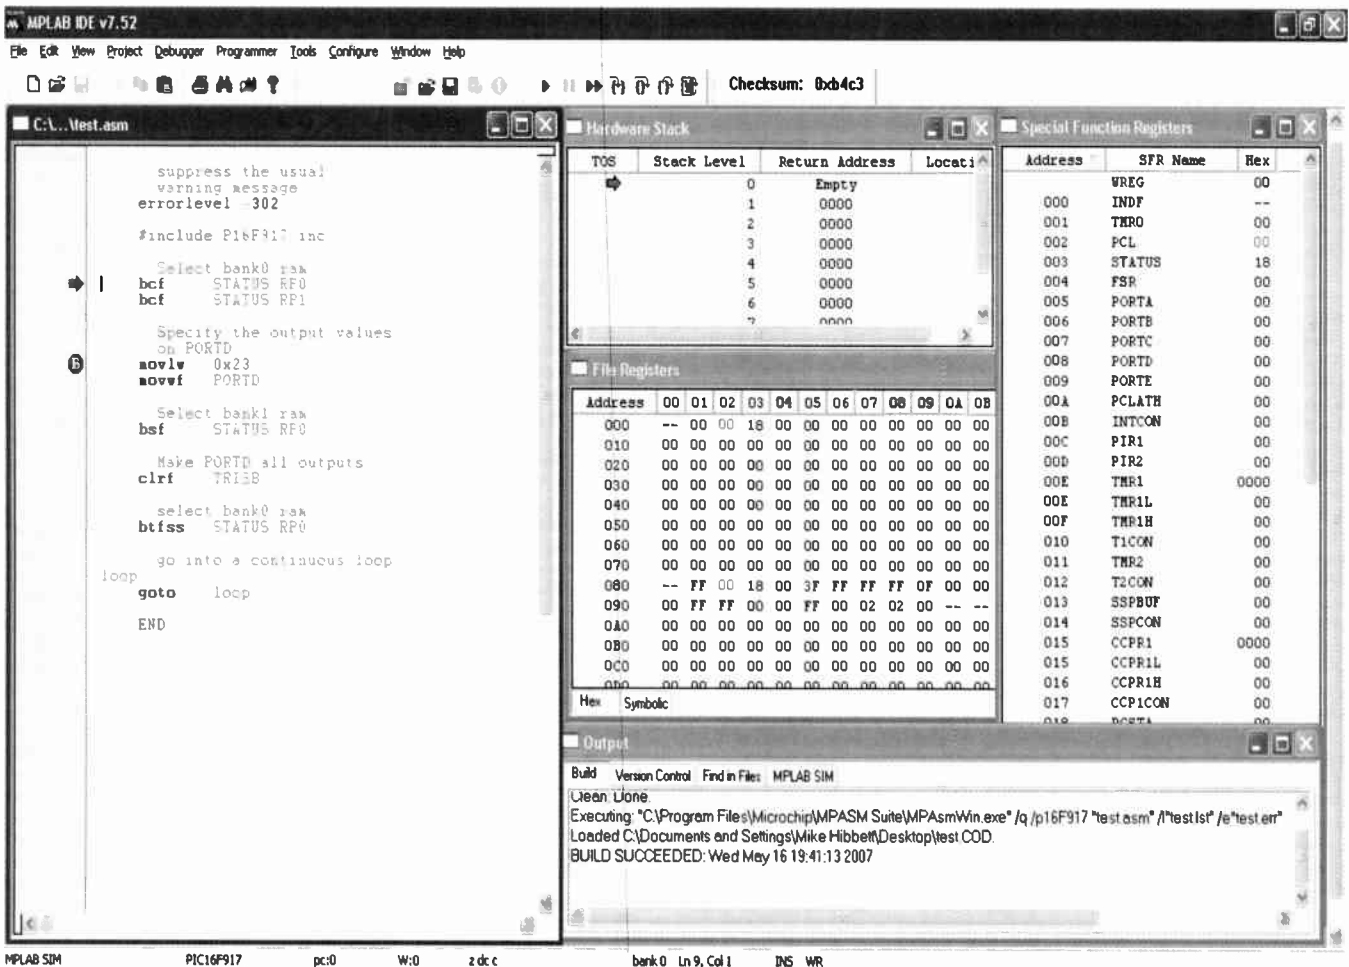 MPLAB IDE v7.52
File Edit View Project Debugger Programmer Tools Configure Window Help
Checksum: 0xb4c3
C:\...\test.asm
suppress the usual
warning message
errorlevel -302
#include P16F917 inc
Select bank0 ram
bcf STATUS RP0
bcf STATUS RP1
Specify the output values
on PORTD
movlw 0x23
movwf PORTD
Select bank1 ram
bsf STATUS RP0
Make PORTD all outputs
clrf TRISB
select bank0 ram
btfss STATUS RP0
go into a continuous loop
loop
goto loop
END
Hardware Stack
TOS Stack Level Return Address Locati
0 Empty
1 0000
2 0000
3 0000
4 0000
5 0000
6 0000
7 0000
File Registers
Address 00 01 02 03 04 05 06 07 08 09 0A 0B
000 -- 00 00 18 00 00 00 00 00 00 00 00
010 00 00 00 00 00 00 00 00 00 00 00 00
020 00 00 00 00 00 00 00 00 00 00 00 00
030 00 00 00 00 00 00 00 00 00 00 00 00
040 00 00 00 00 00 00 00 00 00 00 00 00
050 00 00 00 00 00 00 00 00 00 00 00 00
060 00 00 00 00 00 00 00 00 00 00 00 00
070 00 00 00 00 00 00 00 00 00 00 00 00
080 -- FF 00 18 00 3F FF FF FF 0F 00 00
090 00 FF FF 00 00 FF 00 02 02 00 -- --
0A0 00 00 00 00 00 00 00 00 00 00 00 00
0B0 00 00 00 00 00 00 00 00 00 00 00 00
0C0 00 00 00 00 00 00 00 00 00 00 00 00
0D0 00 00 00 00 00 00 00 00 00 00 00 00
Hex Symbolic
Special Function Registers
Address SFR Name Hex
WREG 00
000 INDF --
001 TMR0 00
002 PCL 00
003 STATUS 18
004 FSR 00
005 PORTA 00
006 PORTB 00
007 PORTC 00
008 PORTD 00
009 PORTE 00
00A PCLATH 00
00B INTCON 00
00C PIR1 00
00D PIR2 00
00E TMR1 0000
00E TMR1L 00
00F TMR1H 00
010 T1CON 00
011 TMR2 00
012 T2CON 00
013 SSPBUF 00
014 SSPCON 00
015 CCPR1 0000
015 CCPR1L 00
016 CCPR1H 00
017 CCP1CON 00
018 RCSTA 00
Output
Build Version Control Find in Files MPLAB SIM
Clean: Done.
Executing: "C:\Program Files\Microchip\MPASM Suite\MPAsmWin.exe" /q /p16F917 "test.asm" /l"test.lst" /e"test.err"
Loaded C:\Documents and Settings\Mike Hibbett\Desktop\test.COD.
BUILD SUCCEEDED: Wed May 16 19:41:13 2007
MPLAB SIM PIC16F917 pc:0 W:0 z dc c bank 0 Ln 9, Col 1 INS WR